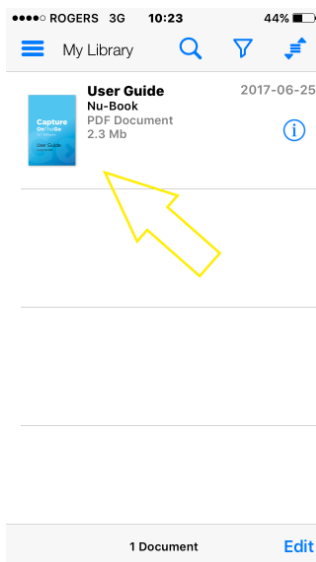 ROGERS 3G 10:23 44%
My Library
User Guide 2017-06-25
Nu-Book
PDF Document
2.3 Mb
Capture
OnTheGo
User Guide
1 Document Edit